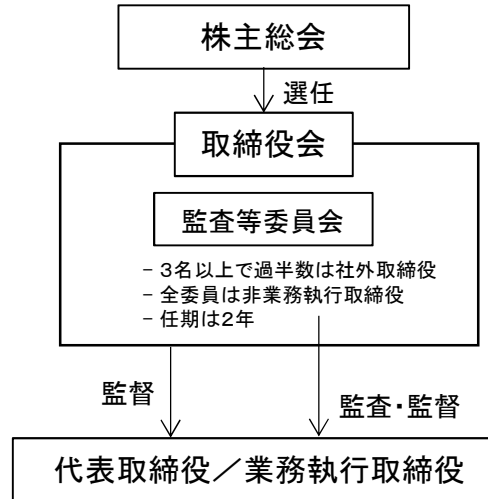 株主総会
選任
取締役会
監査等委員会
- 3名以上で過半数は社外取締役
- 全委員は非業務執行取締役
- 任期は2年
監督
監査・監督
代表取締役／業務執行取締役